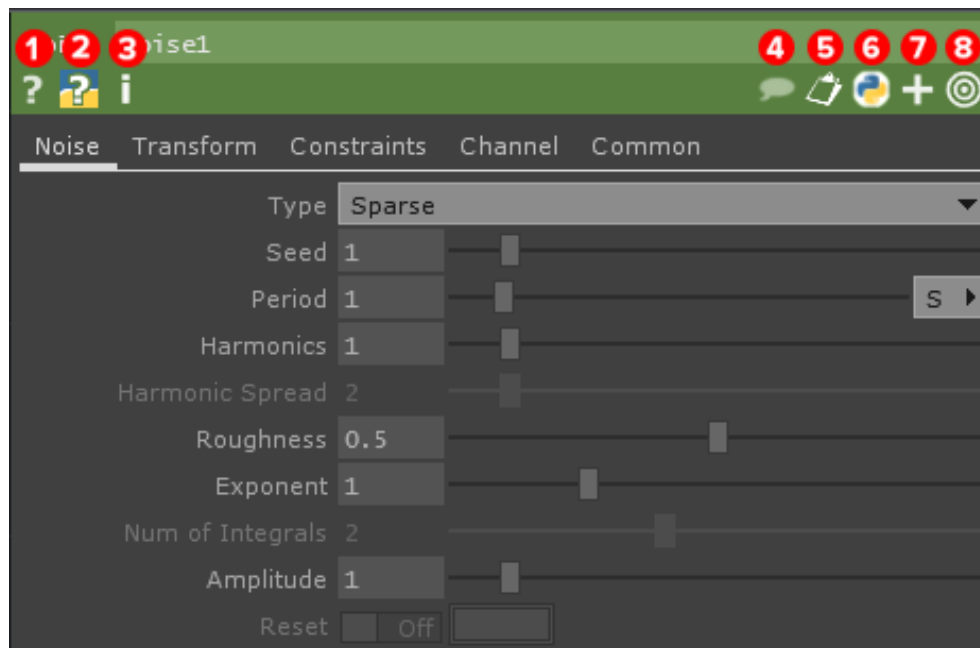 1 2 3 oise1 4 5 6 7 8
? ? i
Noise Transform Constraints Channel Common
Type Sparse
Seed 1
Period 1 S
Harmonics 1
Harmonic Spread 2
Roughness 0.5
Exponent 1
Num of Integrals 2
Amplitude 1
Reset Off